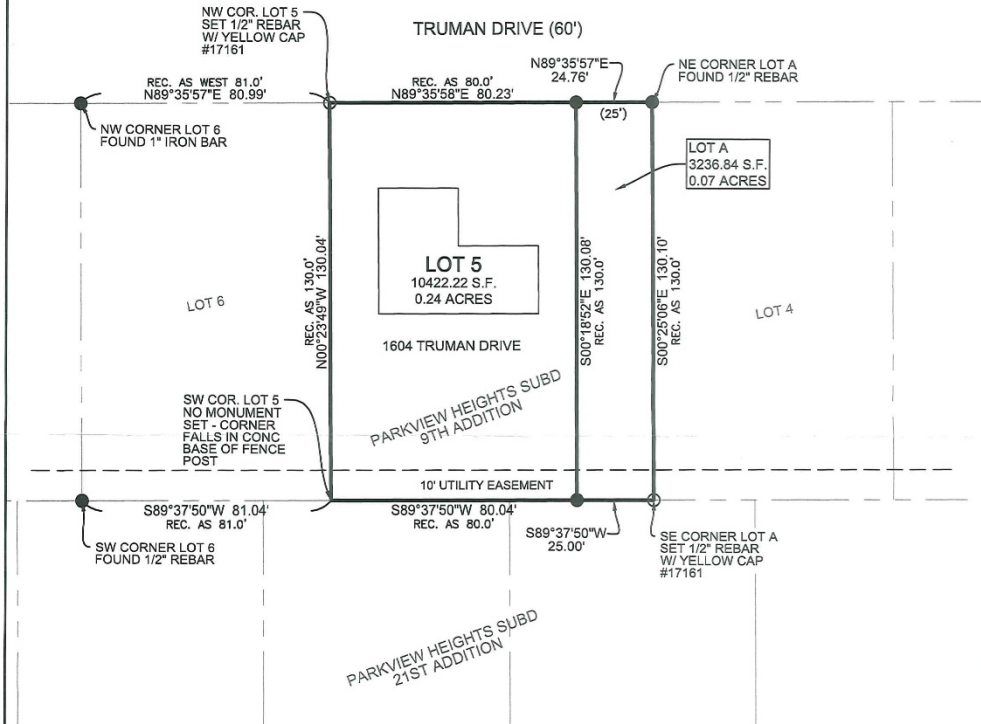 NW COR. LOT 5
SET 1/2" REBAR
W/ YELLOW CAP
#17161
TRUMAN DRIVE (60')
N89°35'57"E
24.76'
NE CORNER LOT A
FOUND 1/2" REBAR
REC. AS WEST 81.0'
N89°35'57"E 80.99'
REC. AS 80.0'
N89°35'58"E 80.23'
(25')
NW CORNER LOT 6
FOUND 1" IRON BAR
LOT A
3236.84 S.F.
0.07 ACRES
LOT 6
REC. AS 130.0'
N00°23'49"W 130.04'
LOT 5
10422.22 S.F.
0.24 ACRES
1604 TRUMAN DRIVE
S00°18'52"E 130.08'
REC. AS 130.0'
S00°25'06"E 130.10'
REC. AS 130.0'
LOT 4
PARKVIEW HEIGHTS SUBD
9TH ADDITION
SW COR. LOT 5
NO MONUMENT
SET - CORNER
FALLS IN CONC
BASE OF FENCE
POST
10' UTILITY EASEMENT
S89°37'50"W 81.04'
REC. AS 81.0'
S89°37'50"W 80.04'
REC. AS 80.0'
S89°37'50"W
25.00'
SW CORNER LOT 6
FOUND 1/2" REBAR
SE CORNER LOT A
SET 1/2" REBAR
W/ YELLOW CAP
#17161
PARKVIEW HEIGHTS SUBD
21ST ADDITION